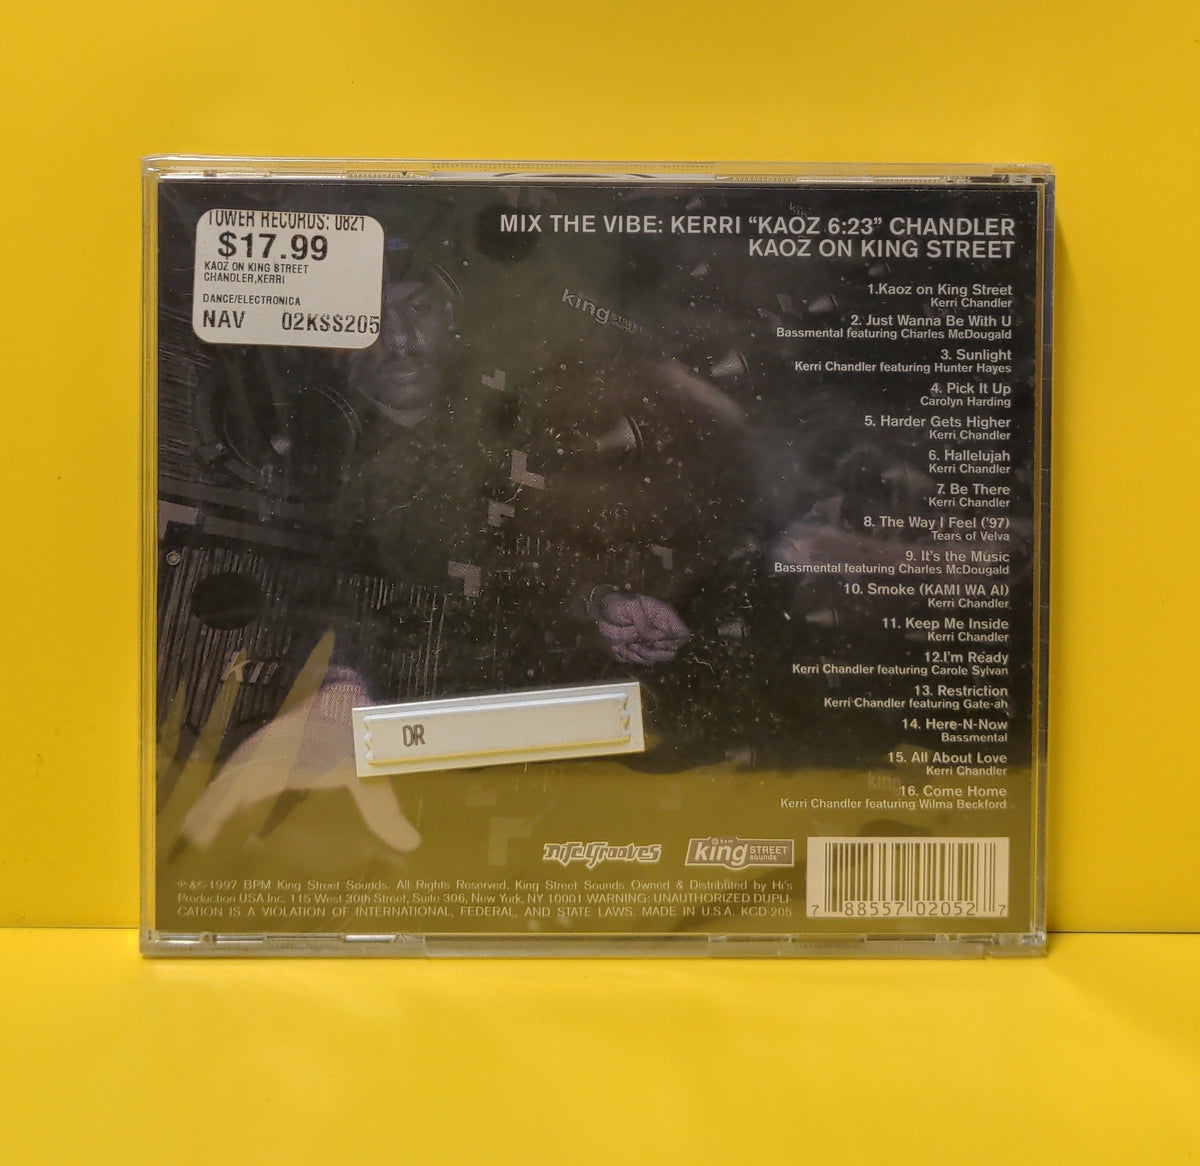 TOWER RECORDS: 0821
$17.99
KAOZ ON KING STREET
CHANDLER,KERRI
DANCE/ELECTRONICA
NAV 02KSS205
MIX THE VIBE: KERRI “KAOZ 6:23” CHANDLER
KAOZ ON KING STREET
king STREET
1.Kaoz on King Street
Kerri Chandler
2. Just Wanna Be With U
Bassmental featuring Charles McDougald
3. Sunlight
Kerri Chandler featuring Hunter Hayes
4. Pick It Up
Carolyn Harding
5. Harder Gets Higher
Kerri Chandler
6. Hallelujah
Kerri Chandler
7. Be There
Kerri Chandler
8. The Way I Feel ('97)
Tears of Velva
9. It's the Music
Bassmental featuring Charles McDougald
10. Smoke (KAMI WA AI)
Kerri Chandler
11. Keep Me Inside
Kerri Chandler
12.I'm Ready
Kerri Chandler featuring Carole Sylvan
13. Restriction
Kerri Chandler featuring Gate-ah
14. Here-N-Now
Bassmental
15. All About Love
Kerri Chandler
16. Come Home
Kerri Chandler featuring Wilma Beckford
DR
king
niteGrooves
king STREET
sounds
℗&© 1997 BPM King Street Sounds. All Rights Reserved. King Street Sounds Owned & Distributed by Hi's
Production USA Inc. 115 West 30th Street, Suite 306, New York, NY 10001 WARNING: UNAUTHORIZED DUPLI-
CATION IS A VIOLATION OF INTERNATIONAL, FEDERAL, AND STATE LAWS. MADE IN U.S.A. KCD-205
7 88557 02052 7